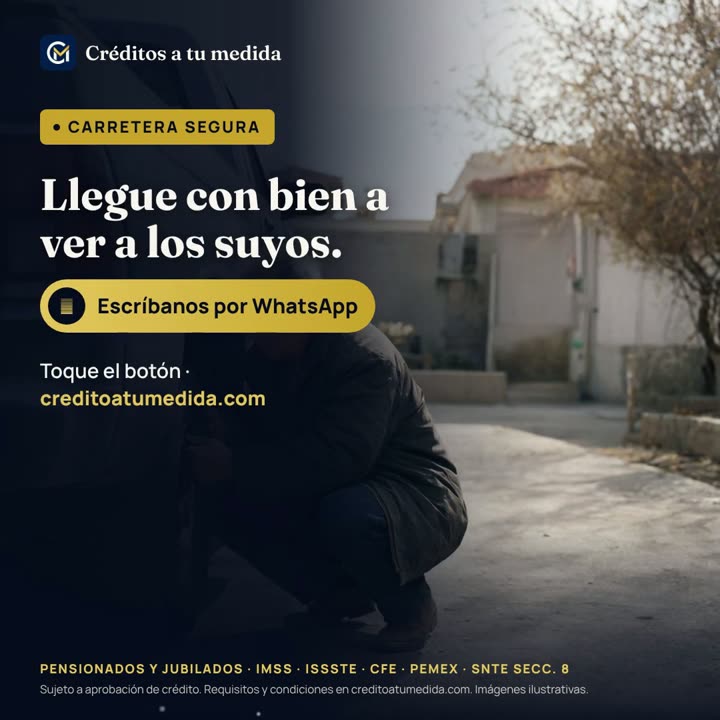 Créditos a tu medida
• CARRETERA SEGURA
Llegue con bien a
ver a los suyos.
Escríbanos por WhatsApp
Toque el botón ·
creditoatumedida.com
PENSIONADOS Y JUBILADOS · IMSS · ISSSTE · CFE · PEMEX · SNTE SECC. 8
Sujeto a aprobación de crédito. Requisitos y condiciones en creditoatumedida.com. Imágenes ilustrativas.